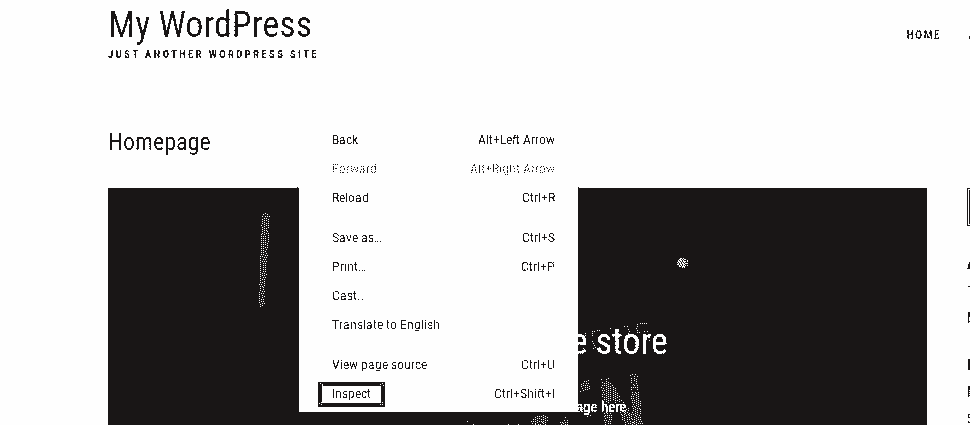 My WordPress
JUST ANOTHER WORDPRESS SITE
HOME
Homepage
Back Alt+Left Arrow
Forward Alt+Right Arrow
Reload Ctrl+R
Save as... Ctrl+S
Print... Ctrl+P
Cast...
Translate to English
View page source Ctrl+U
Inspect Ctrl+Shift+I
e store
age here